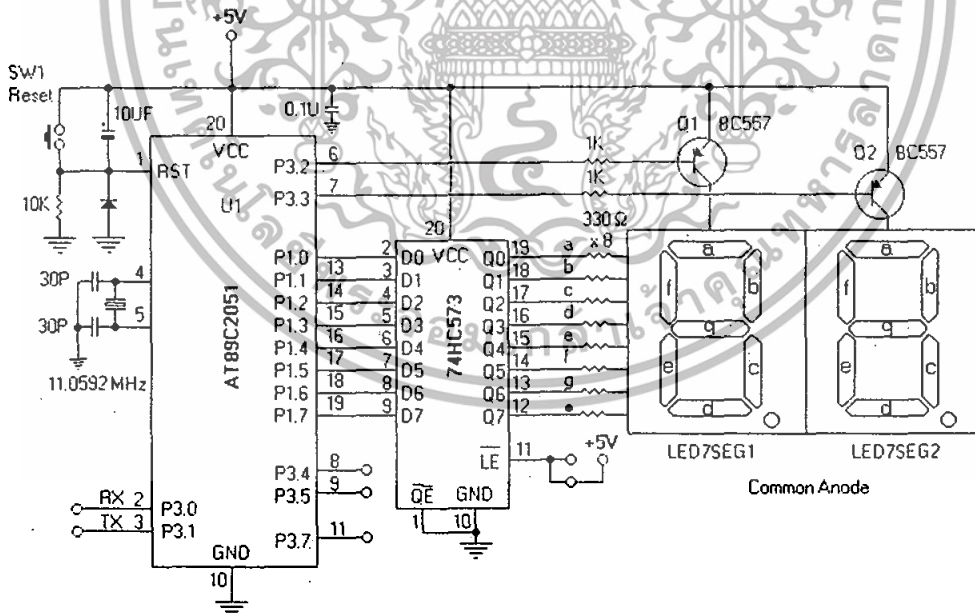 +5V
SW1
Reset
10UF
0.1U
20
VCC
1
RST
10K
U1
AT89C2051
P3.2
6
P3.3
7
1K
1K
Q1
BC557
Q2
BC557
330Ω
x8
30P
4
30P
5
11.0592 MHz
P1.0
P1.1
P1.2
P1.3
P1.4
P1.5
P1.6
P1.7
13
14
15
16
17
18
19
2
3
4
5
6
7
8
9
20
VCC
D0
D1
D2
D3
D4
D5
D6
D7
74HC573
Q0
Q1
Q2
Q3
Q4
Q5
Q6
Q7
19
18
17
16
15
14
13
12
a
b
c
d
e
f
g
LE
11
+5V
QE
1
GND
10
P3.4
8
P3.5
9
P3.7
11
RX
2
P3.0
TX
3
P3.1
GND
10
a
f
b
g
e
c
d
a
f
b
g
e
c
d
LED7SEG1
LED7SEG2
Common Anode